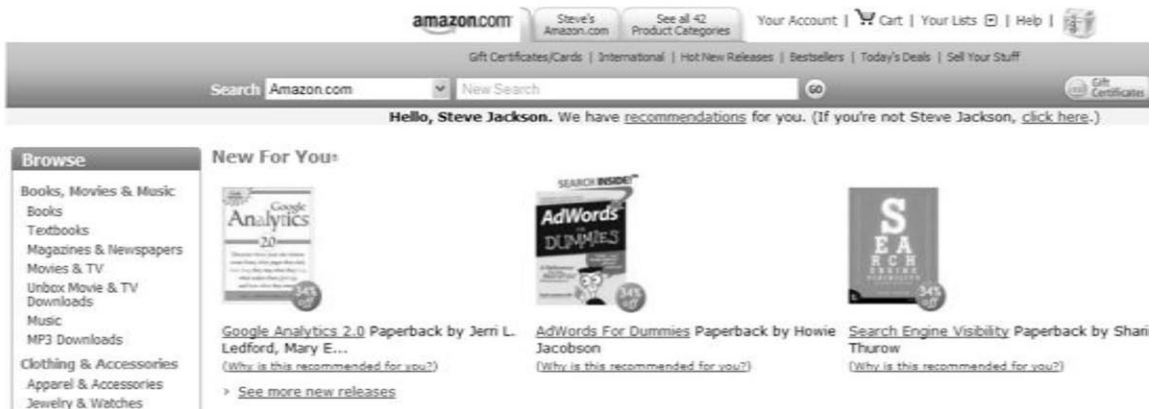 amazon.com
Steve's Amazon.com
See all 42 Product Categories
Your Account | Cart | Your Lists | Help |
Gift Certificates/Cards | International | Hot New Releases | Bestsellers | Today's Deals | Sell Your Stuff
Search Amazon.com New Search GO
Gift Certificates
Hello, Steve Jackson. We have recommendations for you. (If you're not Steve Jackson, click here.)
Browse
Books, Movies & Music
Books
Textbooks
Magazines & Newspapers
Movies & TV
Unbox Movie & TV
Downloads
Music
MP3 Downloads
Clothing & Accessories
Apparel & Accessories
Jewelry & Watches
New For You
Google
Analytics
2.0
34% off
Google Analytics 2.0 Paperback by Jerri L.
Ledford, Mary E...
(Why is this recommended for you?)
SEARCH INSIDE!™
AdWords
FOR
DUMMIES
34% off
AdWords For Dummies Paperback by Howie
Jacobson
(Why is this recommended for you?)
SEARCH
ENGINE
VISIBILITY
34% off
Search Engine Visibility Paperback by Shari
Thurow
(Why is this recommended for you?)
> See more new releases